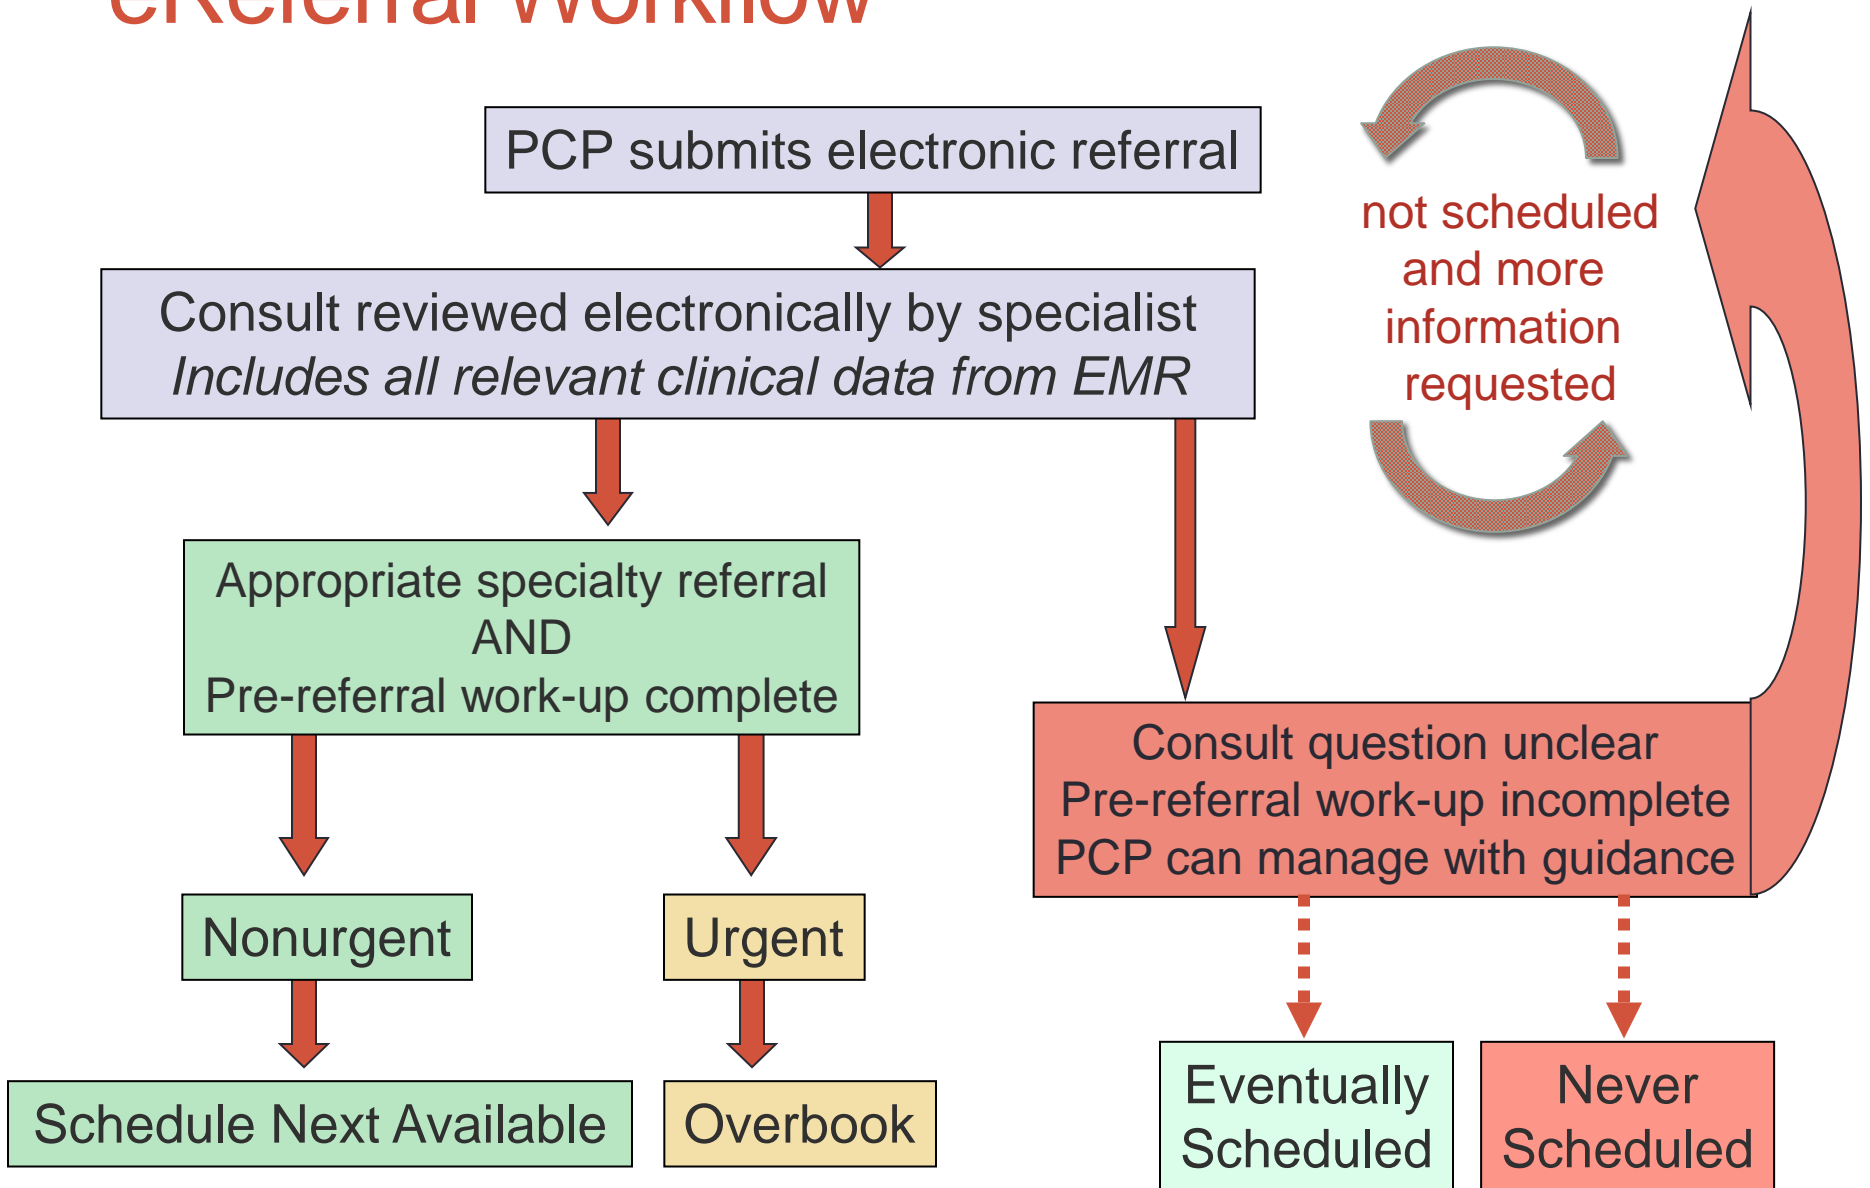 eReferral Workflow
PCP submits electronic referral
not scheduled
and more
information
requested
Consult reviewed electronically by specialist
Includes all relevant clinical data from EMR
Appropriate specialty referral
AND
Pre-referral work-up complete
Consult question unclear
Pre-referral work-up incomplete
PCP can manage with guidance
Nonurgent
Urgent
Schedule Next Available
Overbook
Eventually
Scheduled
Never
Scheduled